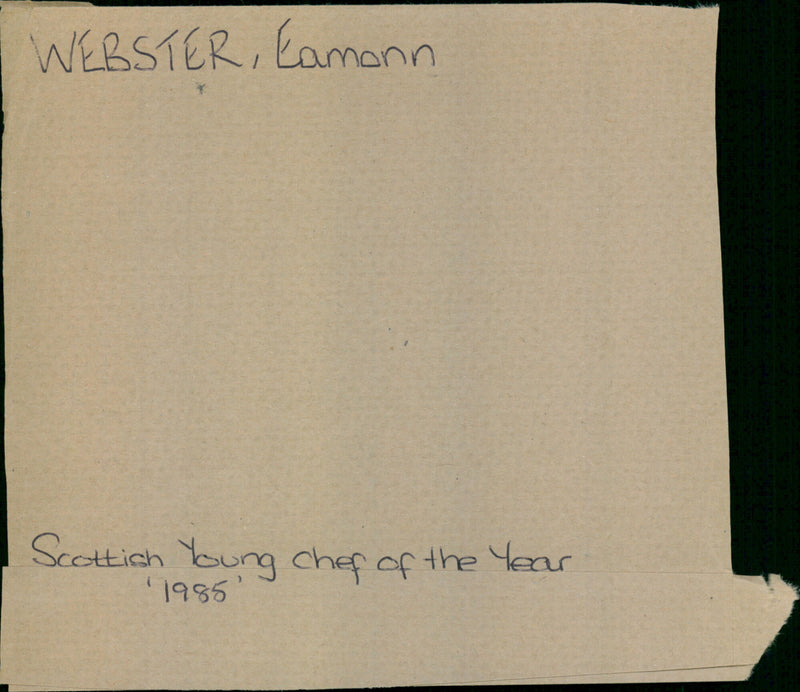 WEBSTER, Eamonn
Scottish Young Chef of the Year
'1985'